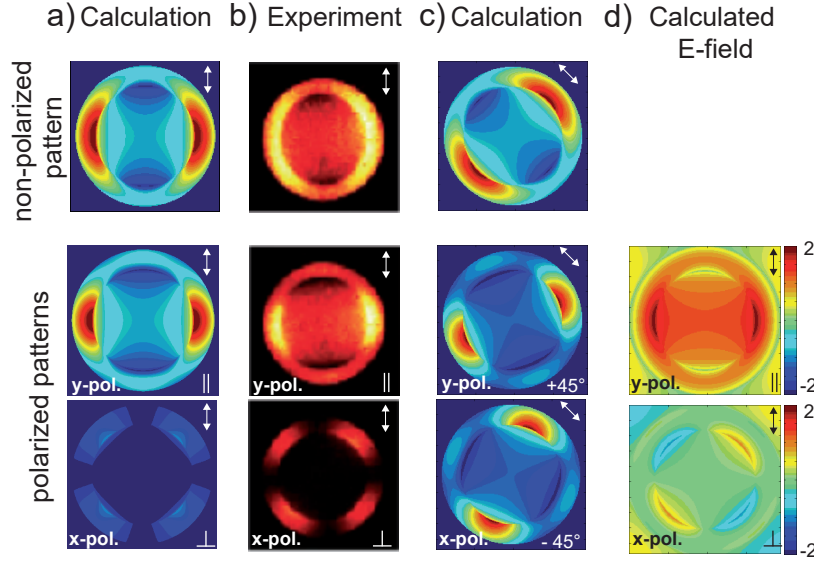 a) Calculation
b) Experiment
c) Calculation
d) Calculated
E-field
non-polarized
pattern
polarized patterns
y-pol.
||
y-pol.
||
y-pol.
+45°
y-pol.
||
2
-2
x-pol.
⊥
x-pol.
⊥
x-pol.
- 45°
x-pol.
⊥
2
-2